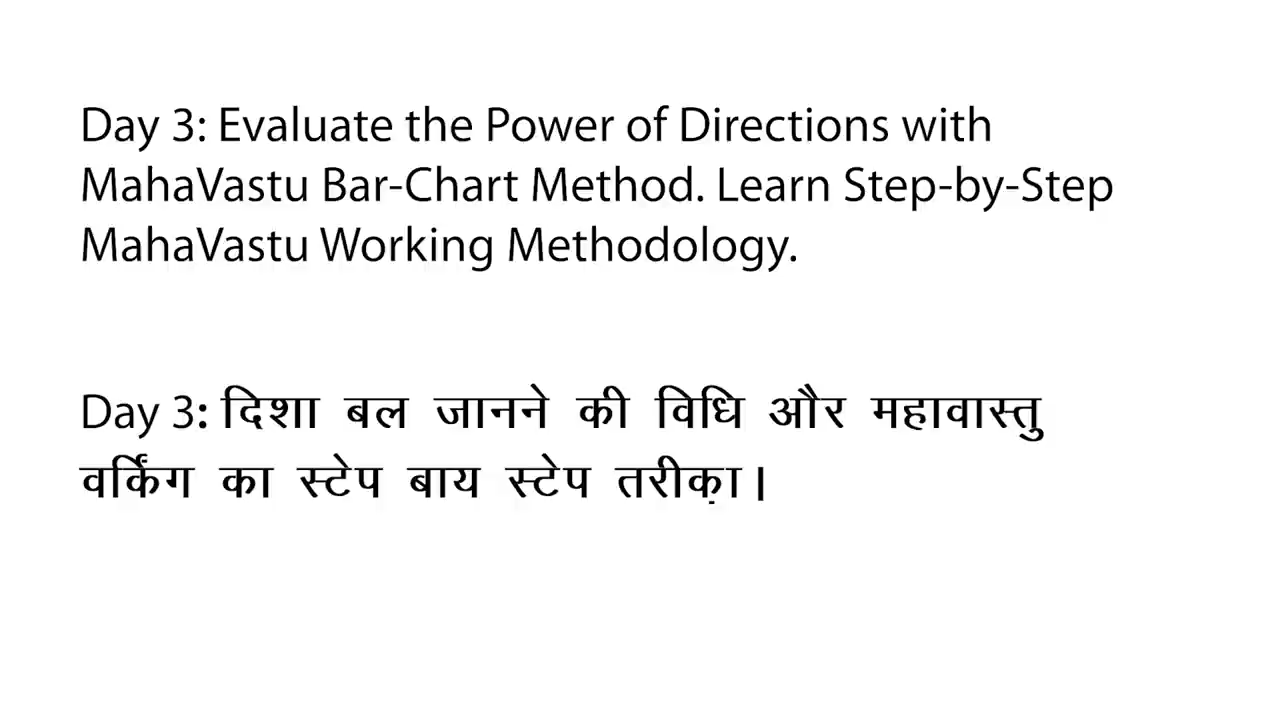 Day 3: Evaluate the Power of Directions with
MahaVastu Bar-Chart Method. Learn Step-by-Step
MahaVastu Working Methodology.
Day 3: दिशा बल जानने की विधि और महावास्तु
वर्किंग का स्टेप बाय स्टेप तरीक़ा।